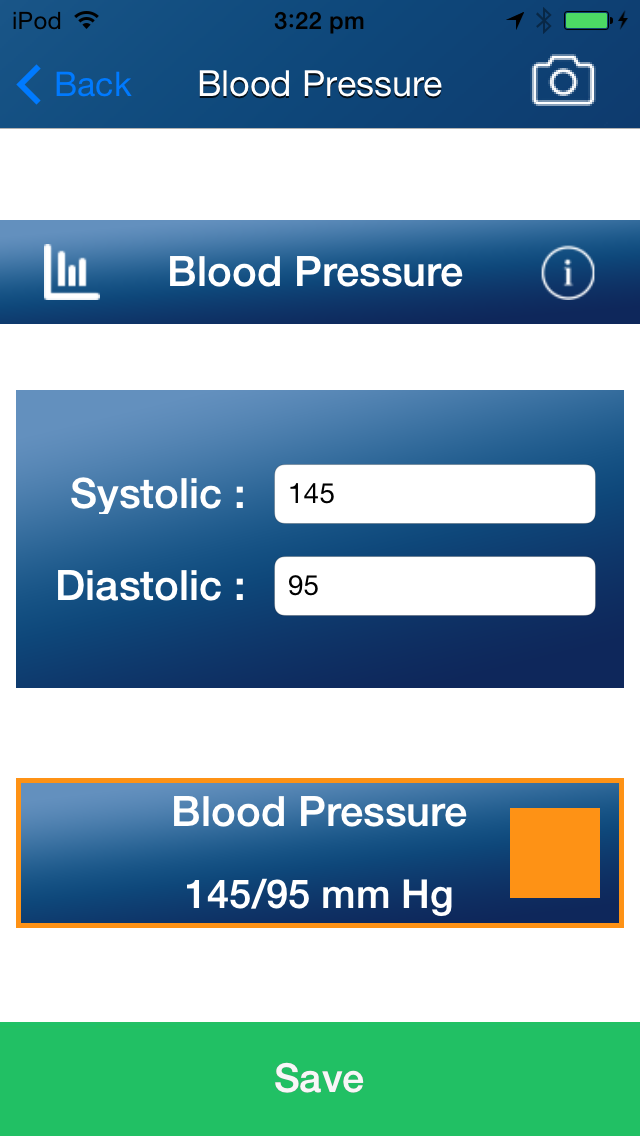 iPod 3:22 pm
Back Blood Pressure
Blood Pressure i
Systolic : 145
Diastolic : 95
Blood Pressure
145/95 mm Hg
Save